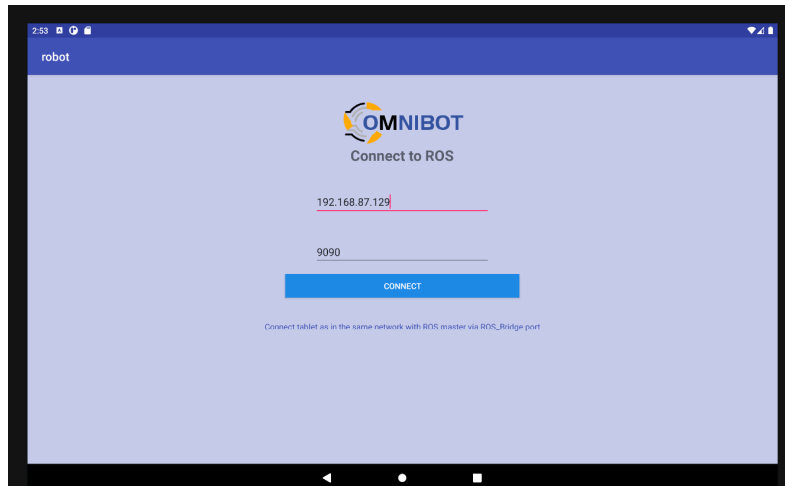 2:53
robot
OMNIBOT
Connect to ROS
192.168.87.129
9090
CONNECT
Connect tablet as in the same network with ROS master via ROS_Bridge port